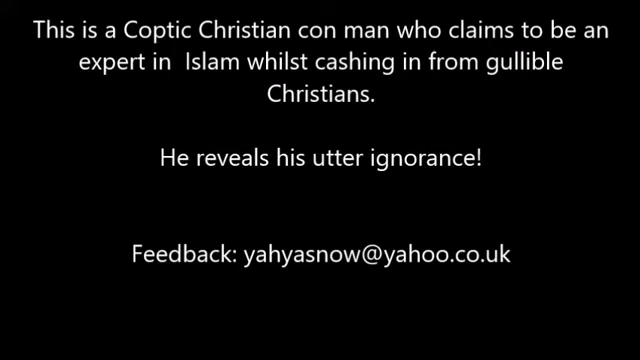 This is a Coptic Christian con man who claims to be an
expert in  Islam whilst cashing in from gullible
Christians.
He reveals his utter ignorance!
Feedback: yahyasnow@yahoo.co.uk